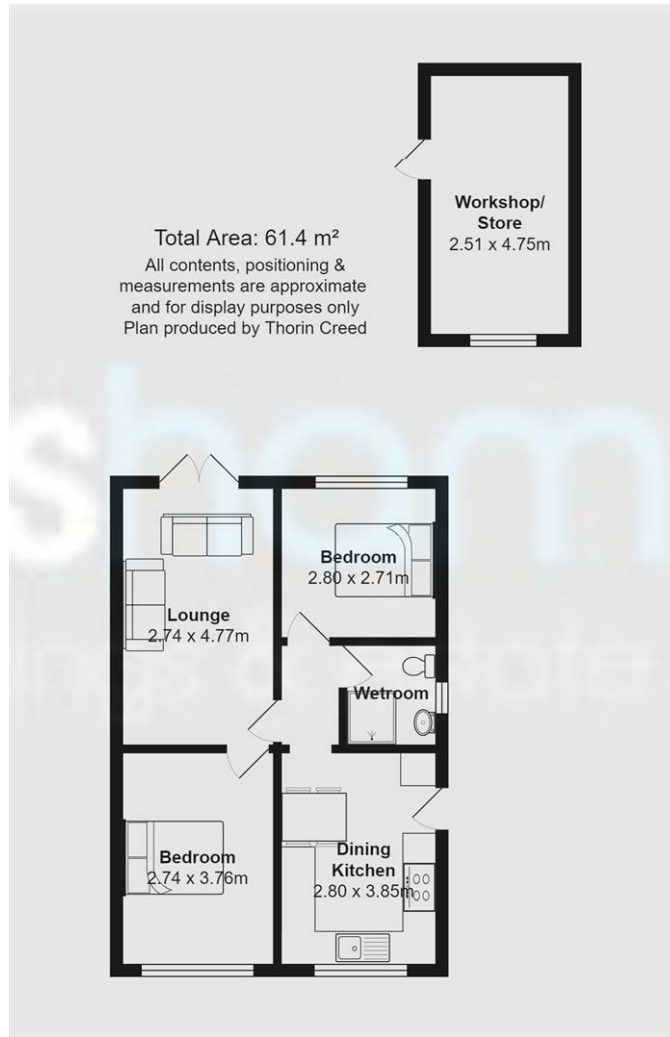 Workshop/
Store
2.51 x 4.75m
Total Area: 61.4 m²
All contents, positioning &
measurements are approximate
and for display purposes only
Plan produced by Thorin Creed
shom
Bedroom
2.80 x 2.71m
Lounge
2.74 x 4.77m
Wetroom
Bedroom
2.74 x 3.76m
Dining
Kitchen
2.80 x 3.85m